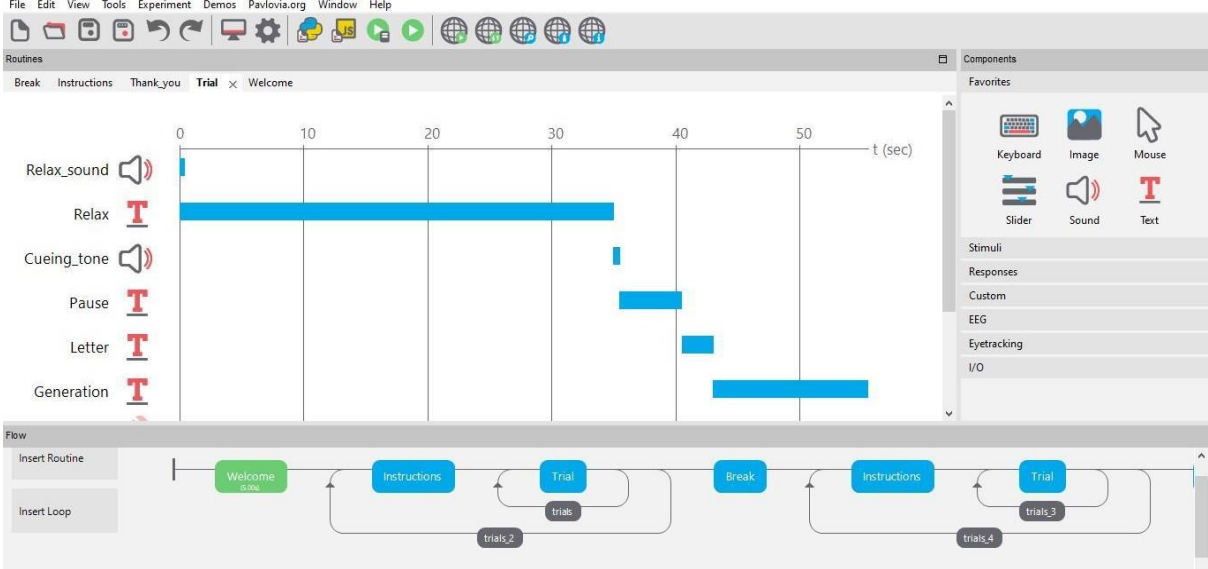 File Edit View Tools Experiment Demos Pavlovia.org Window Help
JS
Routines
Components
Break Instructions Thank_you Trial × Welcome
Favorites
0 10 20 30 40 50
t (sec)
Relax_sound
Relax
Cueing_tone
Pause
Letter
Generation
Keyboard Image Mouse
Slider Sound Text
Stimuli
Responses
Custom
EEG
Eyetracking
I/O
Flow
Insert Routine
Insert Loop
Welcome
(5.00s)
Instructions
Trial
trials
trials_2
Break
Instructions
Trial
trials_3
trials_4